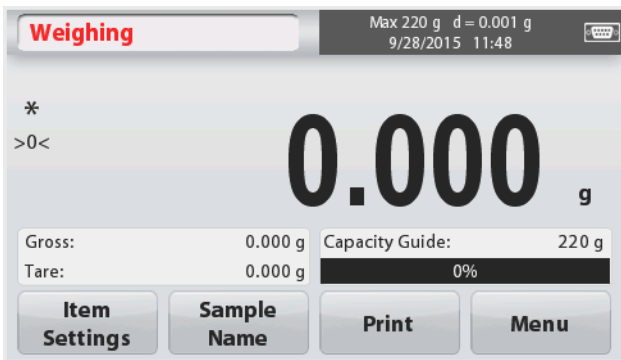 Weighing
Max 220 g d = 0.001 g
9/28/2015 11:48
*
>0<
0.000 g
Gross: 0.000 g
Tare: 0.000 g
Capacity Guide: 220 g
0%
Item
Settings
Sample
Name
Print
Menu